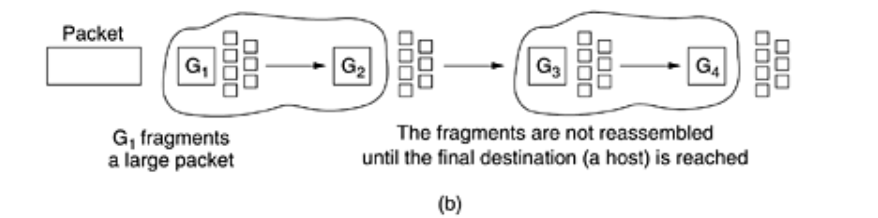 Packet
G1
G2
G3
G4
G1 fragments
a large packet
The fragments are not reassembled
until the final destination (a host) is reached
(b)